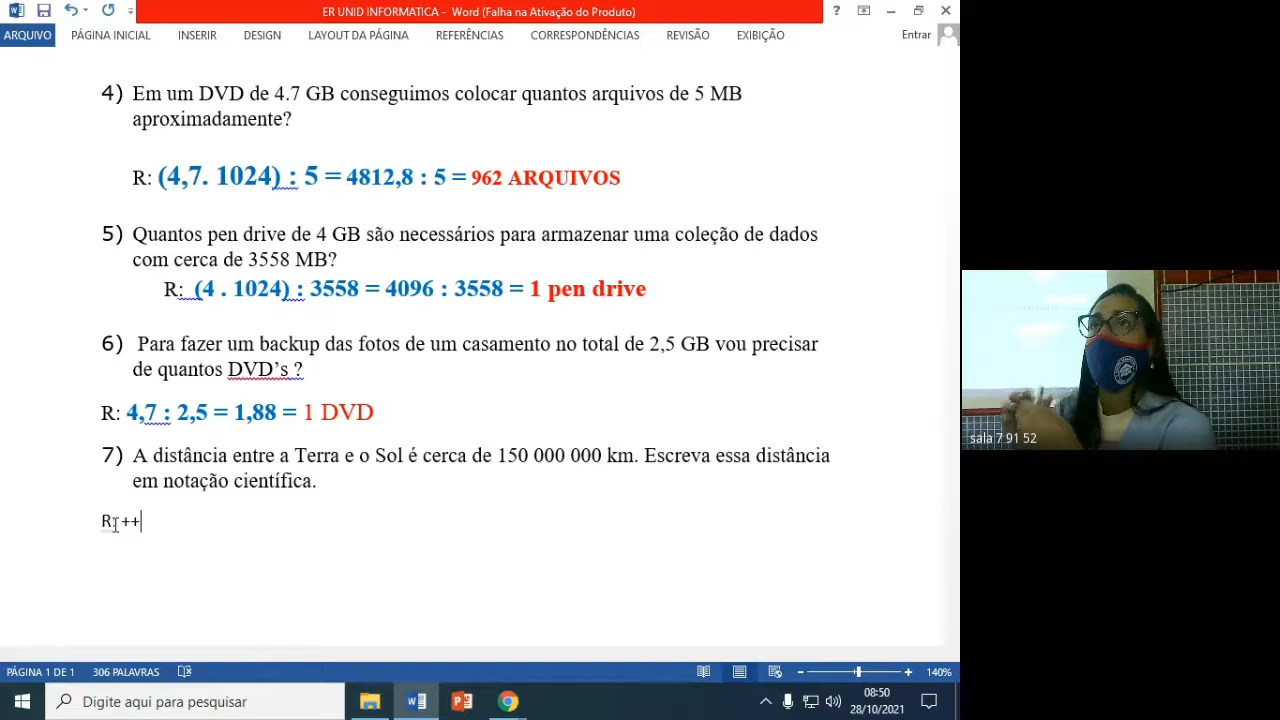 ER UNID INFORMATICA - Word (Falha na Ativação do Produto)
?
ARQUIVO PÁGINA INICIAL INSERIR DESIGN LAYOUT DA PÁGINA REFERÊNCIAS CORRESPONDÊNCIAS REVISÃO EXIBIÇÃO Entrar
4) Em um DVD de 4.7 GB conseguimos colocar quantos arquivos de 5 MB
aproximadamente?
R: (4,7. 1024) : 5 = 4812,8 : 5 = 962 ARQUIVOS
5) Quantos pen drive de 4 GB são necessários para armazenar uma coleção de dados
com cerca de 3558 MB?
R: (4 . 1024) : 3558 = 4096 : 3558 = 1 pen drive
6) Para fazer um backup das fotos de um casamento no total de 2,5 GB vou precisar
de quantos DVD’s ?
R: 4,7 : 2,5 = 1,88 = 1 DVD
7) A distância entre a Terra e o Sol é cerca de 150 000 000 km. Escreva essa distância
em notação científica.
R: ++
sala 7 91 52
PÁGINA 1 DE 1 306 PALAVRAS 140%
Digite aqui para pesquisar
08:50
28/10/2021